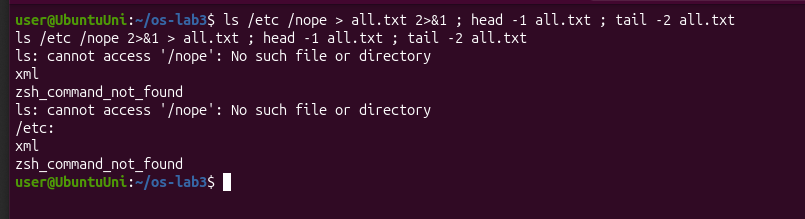 user@UbuntuUni:~/os-lab3$ ls /etc /nope > all.txt 2>&1 ; head -1 all.txt ; tail -2 all.txt
ls /etc /nope 2>&1 > all.txt ; head -1 all.txt ; tail -2 all.txt
ls: cannot access '/nope': No such file or directory
xml
zsh_command_not_found
ls: cannot access '/nope': No such file or directory
/etc:
xml
zsh_command_not_found
user@UbuntuUni:~/os-lab3$